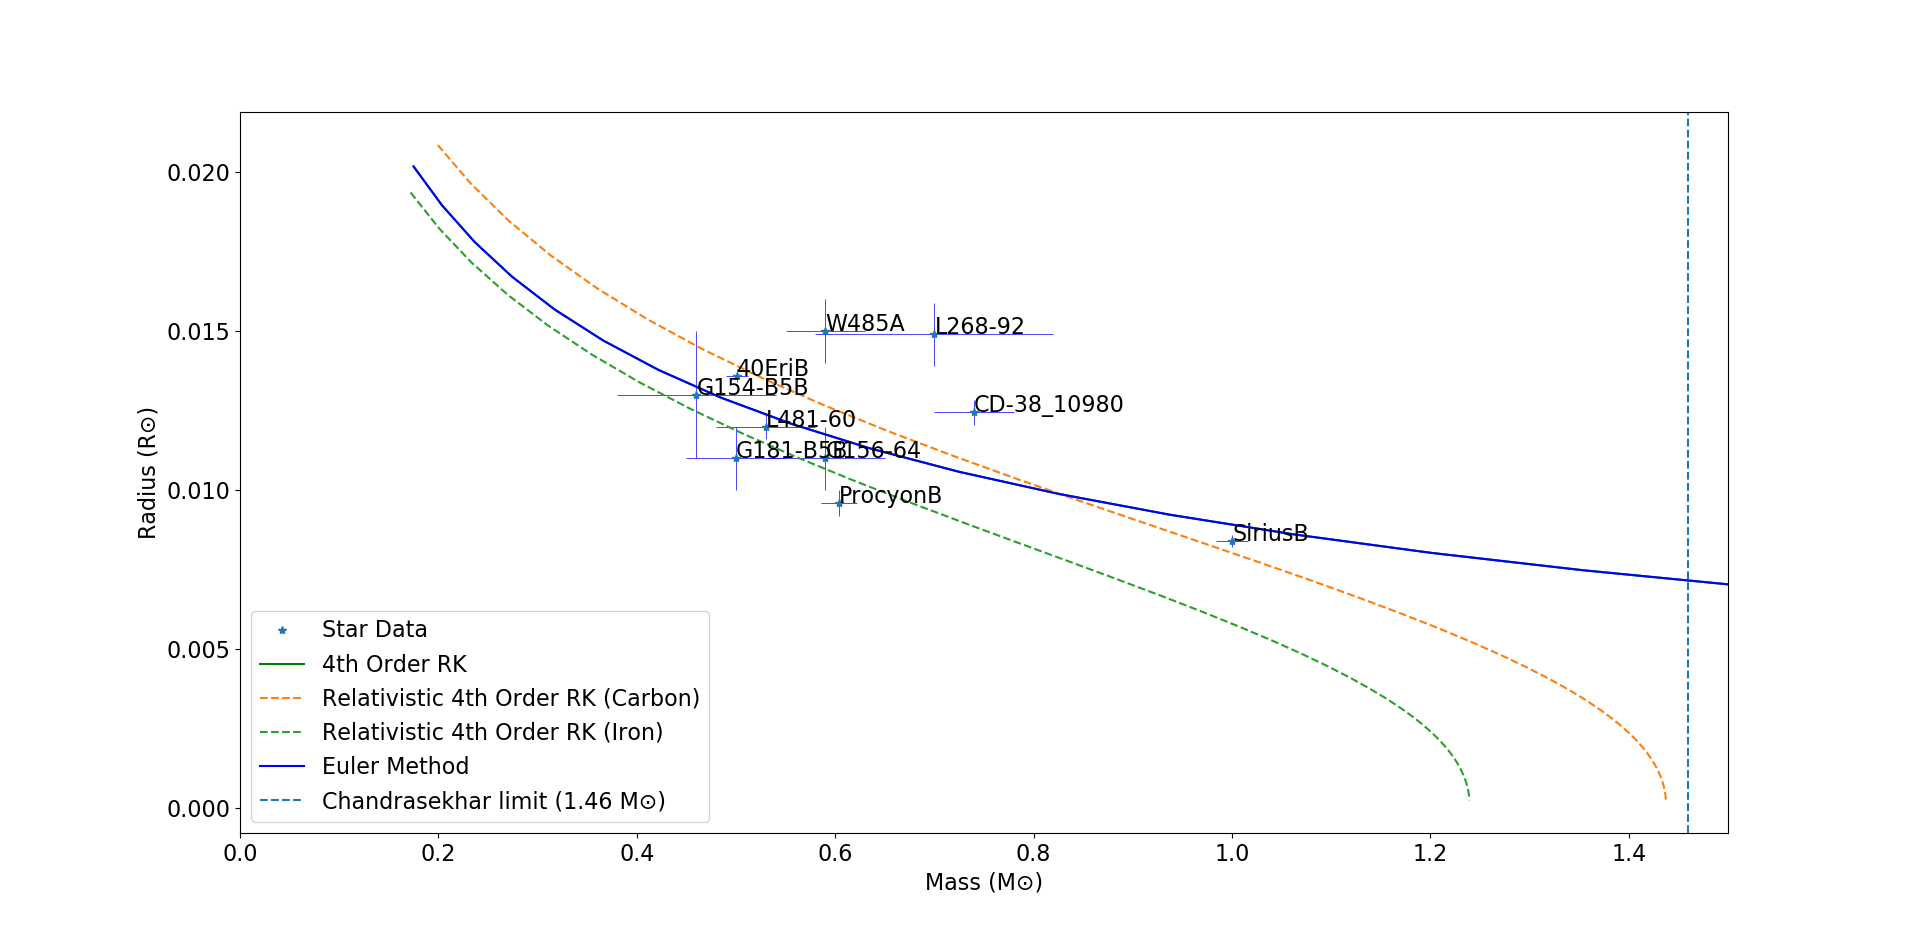 0.020
0.015
0.010
0.005
0.000
Radius (R⊙)
W485A
L268-92
40EriB
G154-B5B
CD-38_10980
L481-60
G181-B5B
G156-64
ProcyonB
SiriusB
Star Data
4th Order RK
Relativistic 4th Order RK (Carbon)
Relativistic 4th Order RK (Iron)
Euler Method
Chandrasekhar limit (1.46 M⊙)
0.0 0.2 0.4 0.6 0.8 1.0 1.2 1.4
Mass (M⊙)